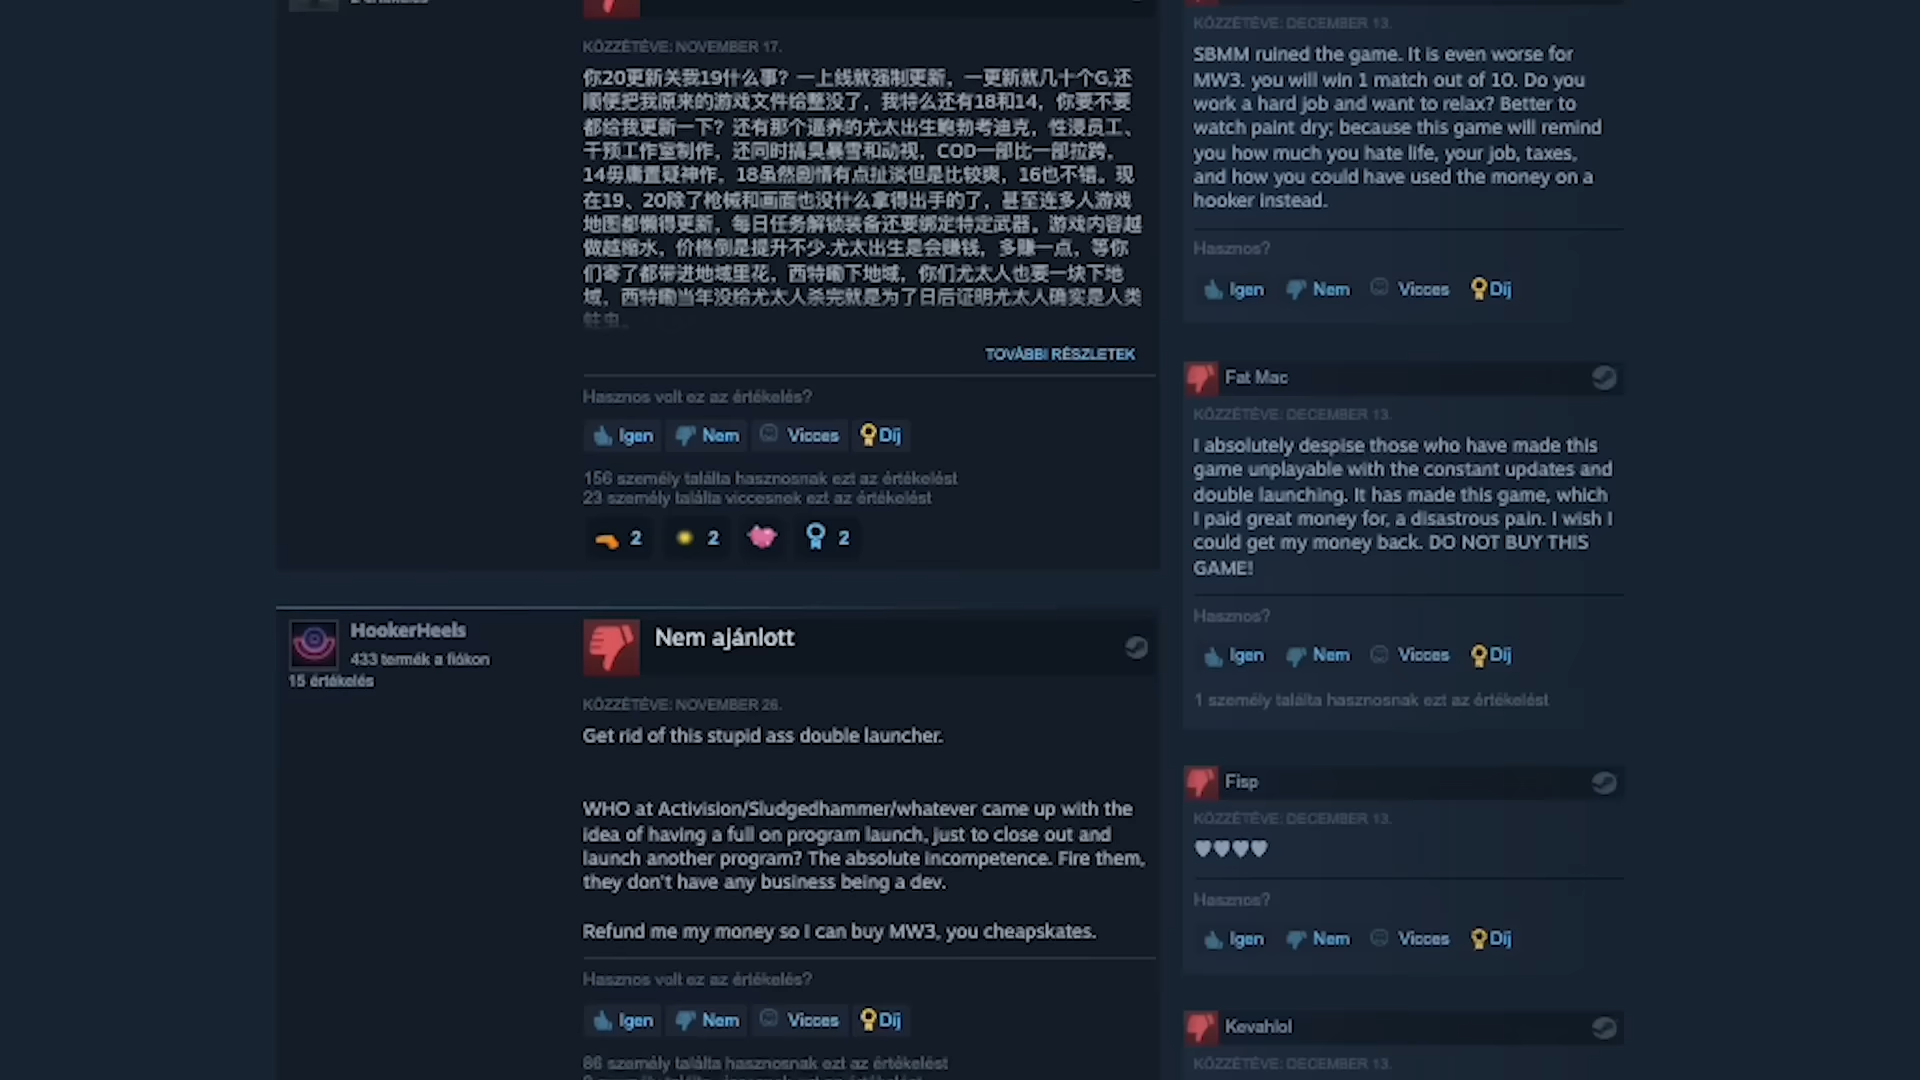 KÖZZÉTÉVE: NOVEMBER 17.
你20更新关我19什么事？一上线就强制更新，一更新就几十个G,还
顺便把我原来的游戏文件给整没了，我特么还有18和14，你要不要
都给我更新一下？还有那个逼养的尤太出生鲍勃考迪克，性浸员工、
干预工作室制作，还同时搞臭暴雪和动视，COD一部比一部拉跨，
14毋庸置疑神作，18虽然剧情有点扯淡但是比较爽，16也不错。现
在19、20除了枪械和画面也没什么拿得出手的了，甚至连多人游戏
地图都懒得更新，每日任务解锁装备还要绑定特定武器。游戏内容越
做越缩水，价格倒是提升不少.尤太出生是会赚钱，多赚一点，等你
们寄了都带进地域里花，西特嘞下地域，你们尤太人也要一块下地
域，西特嘞当年没给尤太人杀完就是为了日后证明尤太人确实是人类
蛀虫。
TOVÁBBI RÉSZLETEK
Hasznos volt ez az értékelés?
Igen Nem Vicces Díj
156 személy találta hasznosnak ezt az értékelést
23 személy találta viccesnek ezt az értékelést
2 2 2
HookerHeels
433 termék a fiókon
15 értékelés
Nem ajánlott
KÖZZÉTÉVE: NOVEMBER 26.
Get rid of this stupid ass double launcher.
WHO at Activision/Sludgedhammer/whatever came up with the
idea of having a full on program launch, just to close out and
launch another program? The absolute incompetence. Fire them,
they don't have any business being a dev.
Refund me my money so I can buy MW3, you cheapskates.
Hasznos volt ez az értékelés?
Igen Nem Vicces Díj
86 személy találta hasznosnak ezt az értékelést
KÖZZÉTÉVE: DECEMBER 13.
SBMM ruined the game. It is even worse for
MW3. you will win 1 match out of 10. Do you
work a hard job and want to relax? Better to
watch paint dry; because this game will remind
you how much you hate life, your job, taxes,
and how you could have used the money on a
hooker instead.
Hasznos?
Igen Nem Vicces Díj
Fat Mac
KÖZZÉTÉVE: DECEMBER 13.
I absolutely despise those who have made this
game unplayable with the constant updates and
double launching. It has made this game, which
I paid great money for, a disastrous pain. I wish I
could get my money back. DO NOT BUY THIS
GAME!
Hasznos?
Igen Nem Vicces Díj
1 személy találta hasznosnak ezt az értékelést
Fisp
KÖZZÉTÉVE: DECEMBER 13.
♥♥♥♥
Hasznos?
Igen Nem Vicces Díj
Kevahlol
KÖZZÉTÉVE: DECEMBER 13.